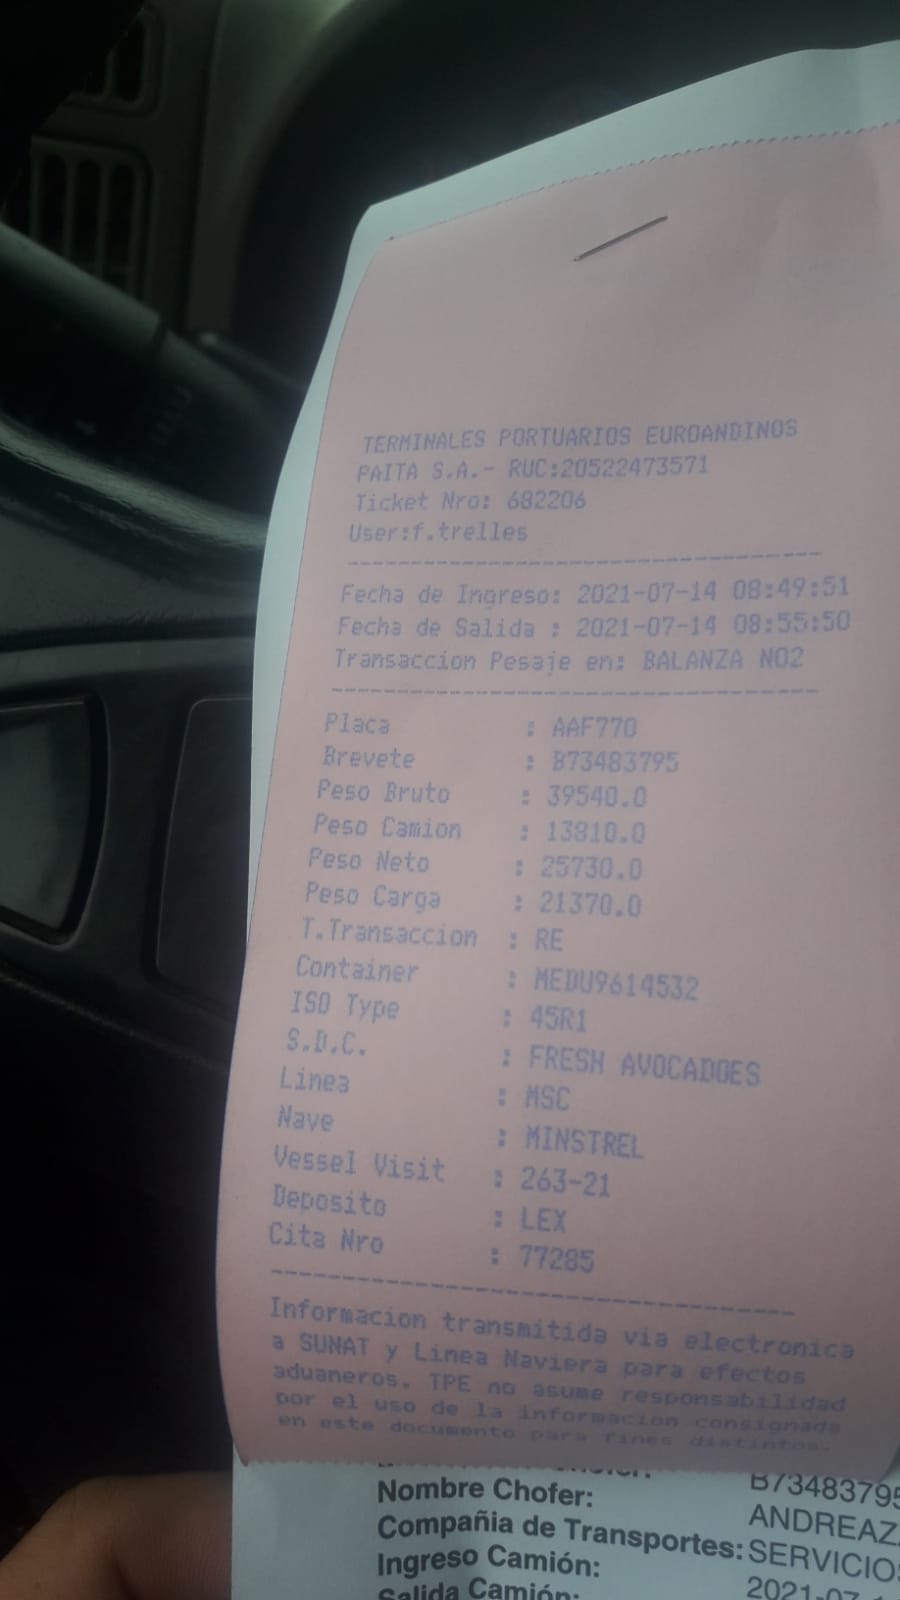 TERMINALES PORTUARIOS EUROANDINOS
PAITA S.A.- RUC:20522473571
Ticket Nro: 682206
User:f.trelles
Fecha de Ingreso: 2021-07-14 08:49:51
Fecha de Salida : 2021-07-14 08:55:50
Transaccion Pesaje en: BALANZA NO2
Placa : AAF770
Brevete : B73483795
Peso Bruto : 39540.0
Peso Camion : 13810.0
Peso Neto : 25730.0
Peso Carga : 21370.0
T.Transaccion : RE
Container : MEDU9614532
ISO Type : 45R1
S.D.C. : FRESH AVOCADOES
Linea : MSC
Nave : MINSTREL
Vessel Visit : 263-21
Deposito : LEX
Cita Nro : 77285
Informacion transmitida via electronica
a SUNAT y Linea Naviera para efectos
aduaneros. TPE no asume responsabilidad
por el uso de la informacion consignada
en este documento para fines distintos.
B73483795
Nombre Chofer: ANDREAZ
Compañia de Transportes: SERVICIO
Ingreso Camión: 2021-07
Salida Camión: